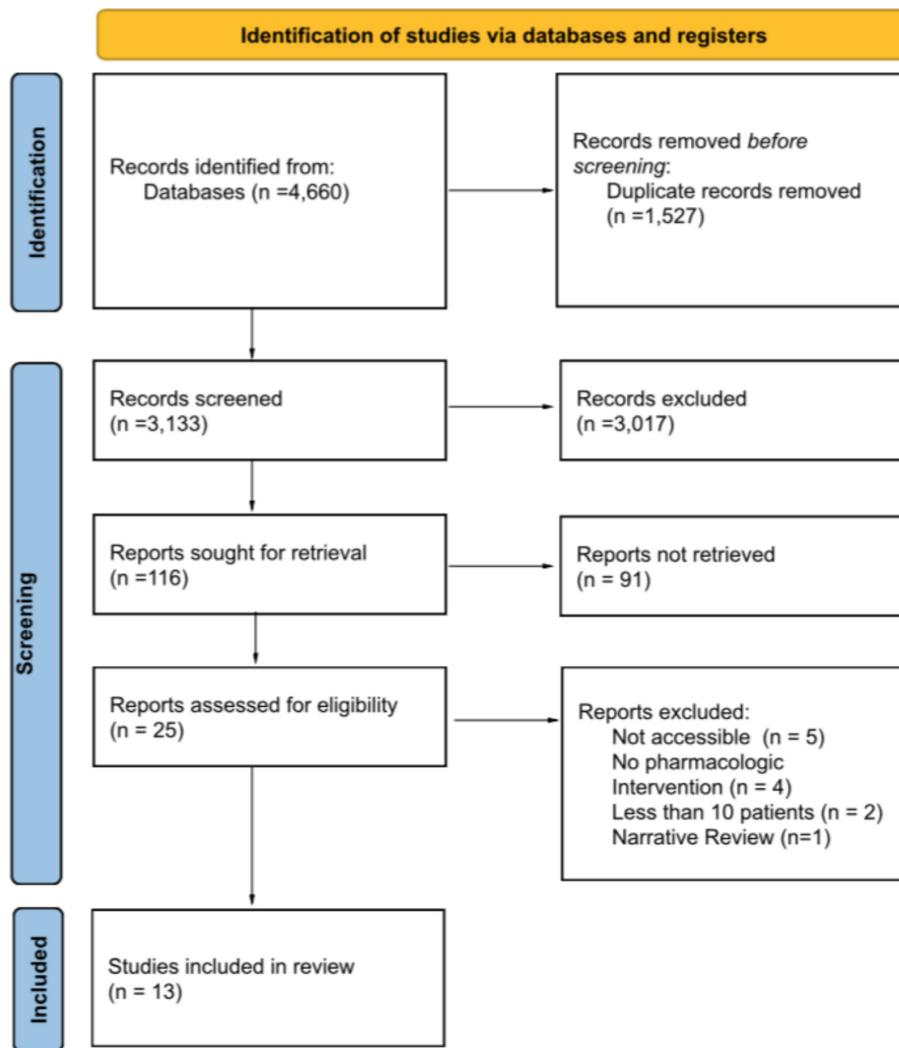 Identification of studies via databases and registers
Identification
Records identified from:
Databases (n =4,660)
Records removed before
screening:
Duplicate records removed
(n =1,527)
Screening
Records screened
(n =3,133)
Records excluded
(n =3,017)
Reports sought for retrieval
(n =116)
Reports not retrieved
(n = 91)
Reports assessed for eligibility
(n = 25)
Reports excluded:
Not accessible (n = 5)
No pharmacologic
Intervention (n = 4)
Less than 10 patients (n = 2)
Narrative Review (n=1)
Included
Studies included in review
(n = 13)